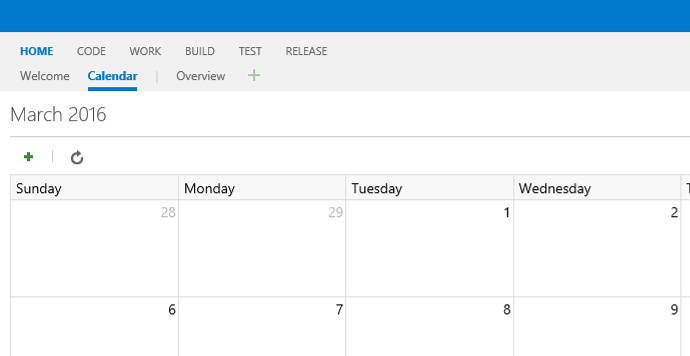 HOME CODE WORK BUILD TEST RELEASE
Welcome Calendar | Overview +
March 2016
Sunday Monday Tuesday Wednesday
28 29 1 2
6 7 8 9